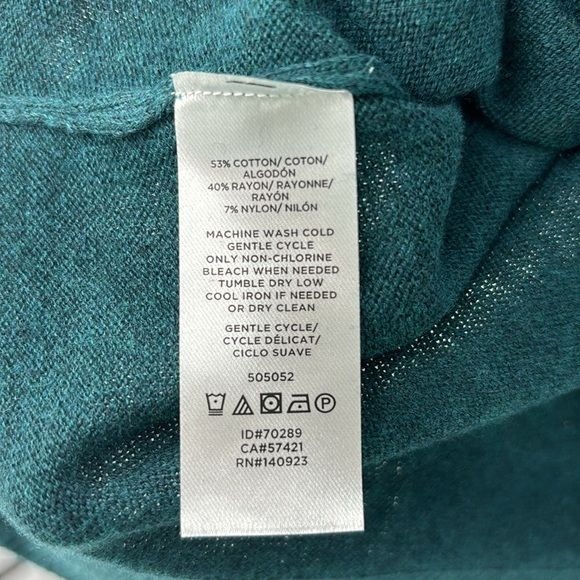 53% COTTON/ COTON/
ALGODÓN
40% RAYON/ RAYONNE/
RAYÓN
7% NYLON/ NILÓN
MACHINE WASH COLD
GENTLE CYCLE
ONLY NON-CHLORINE
BLEACH WHEN NEEDED
TUMBLE DRY LOW
COOL IRON IF NEEDED
OR DRY CLEAN
GENTLE CYCLE/
CYCLE DÉLICAT/
CICLO SUAVE
505052
P
ID#70289
CA#57421
RN#140923